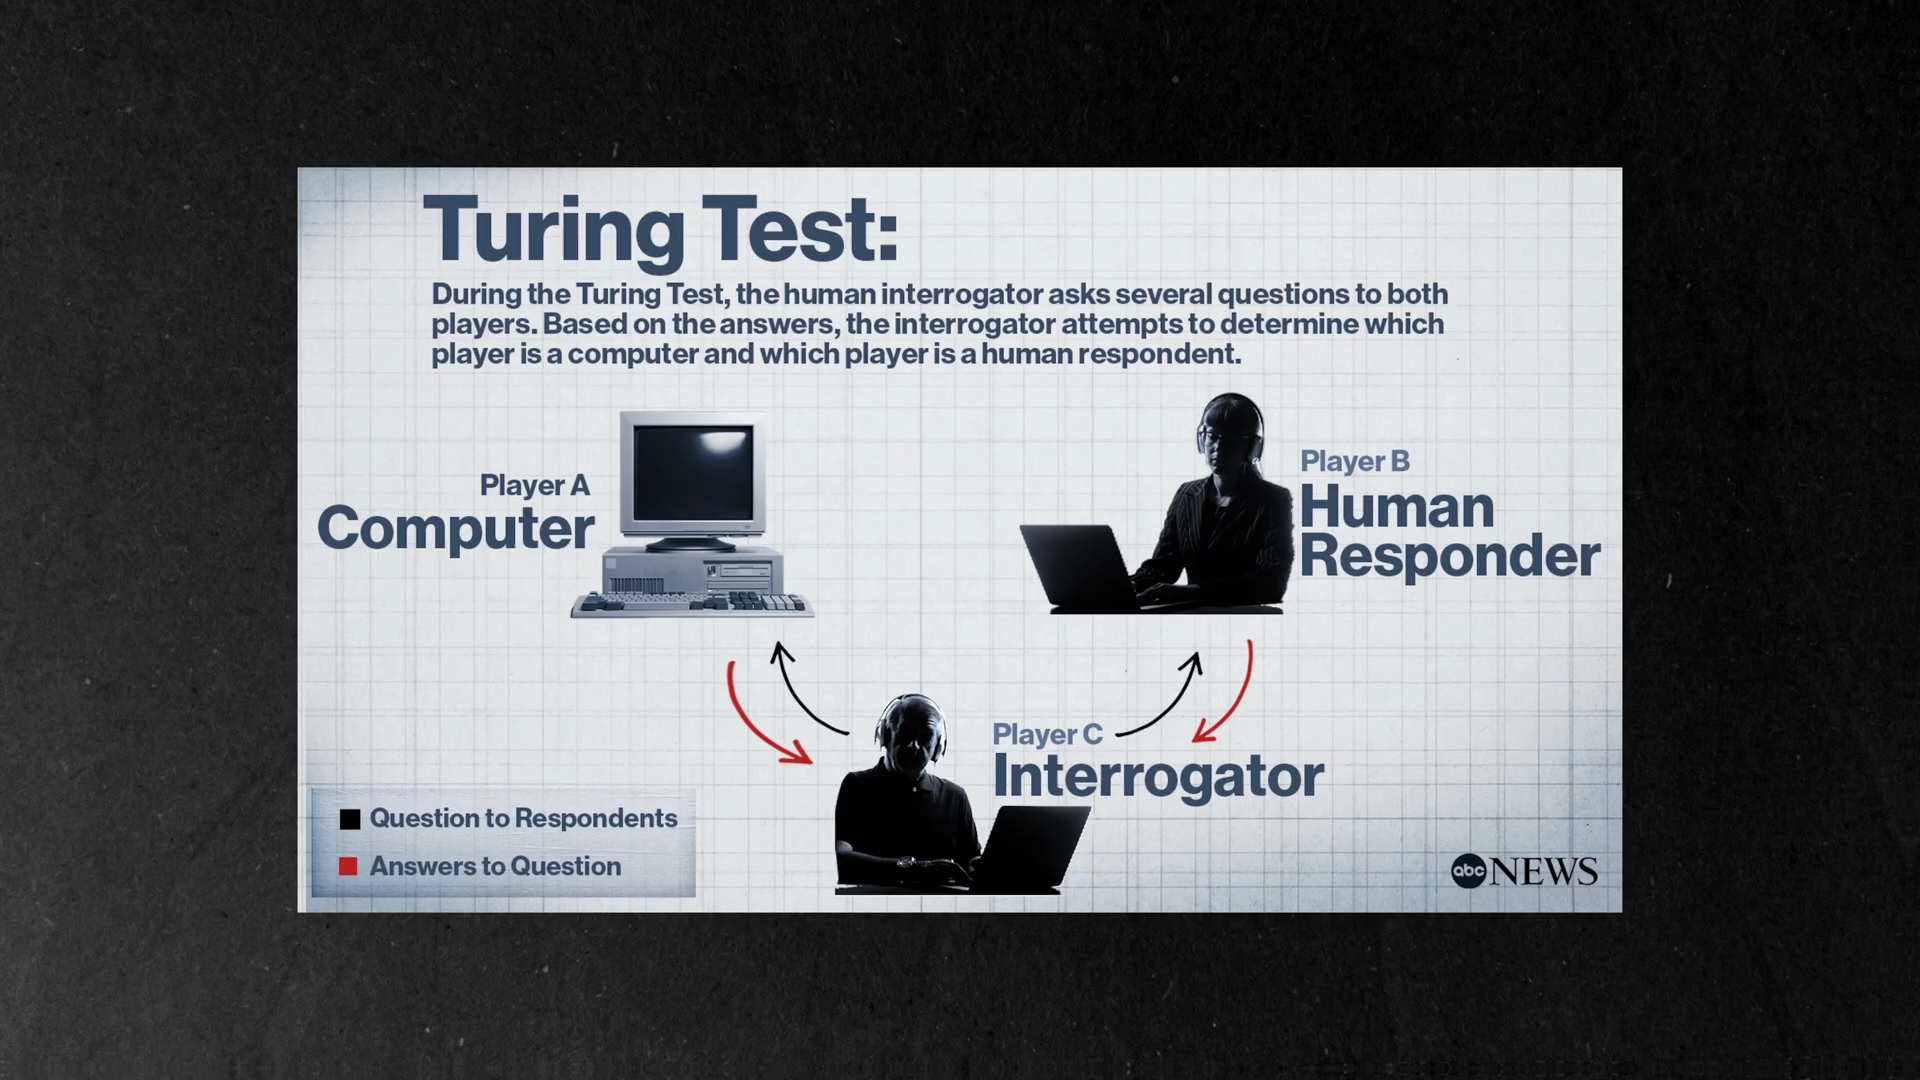 Turing Test:
During the Turing Test, the human interrogator asks several questions to both
players. Based on the answers, the interrogator attempts to determine which
player is a computer and which player is a human respondent.
Player A
Computer
Player B
Human
Responder
Player C
Interrogator
Question to Respondents
Answers to Question
abc NEWS